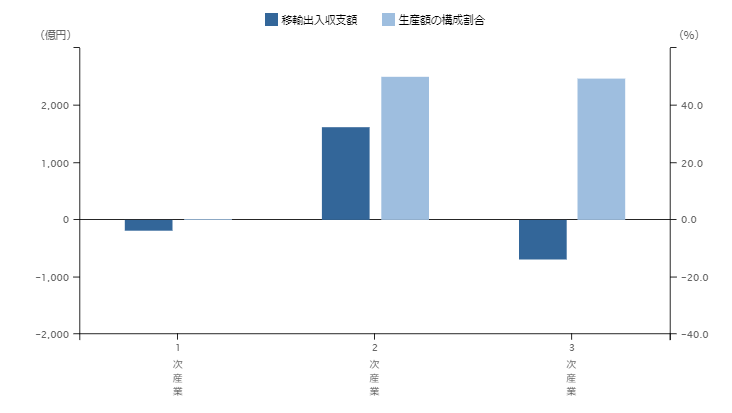 移輸出入収支額 生産額の構成割合
（億円） （％）
2,000 40.0
1,000 20.0
0 0.0
-1,000 -20.0
-2,000 -40.0
1次産業 2次産業 3次産業